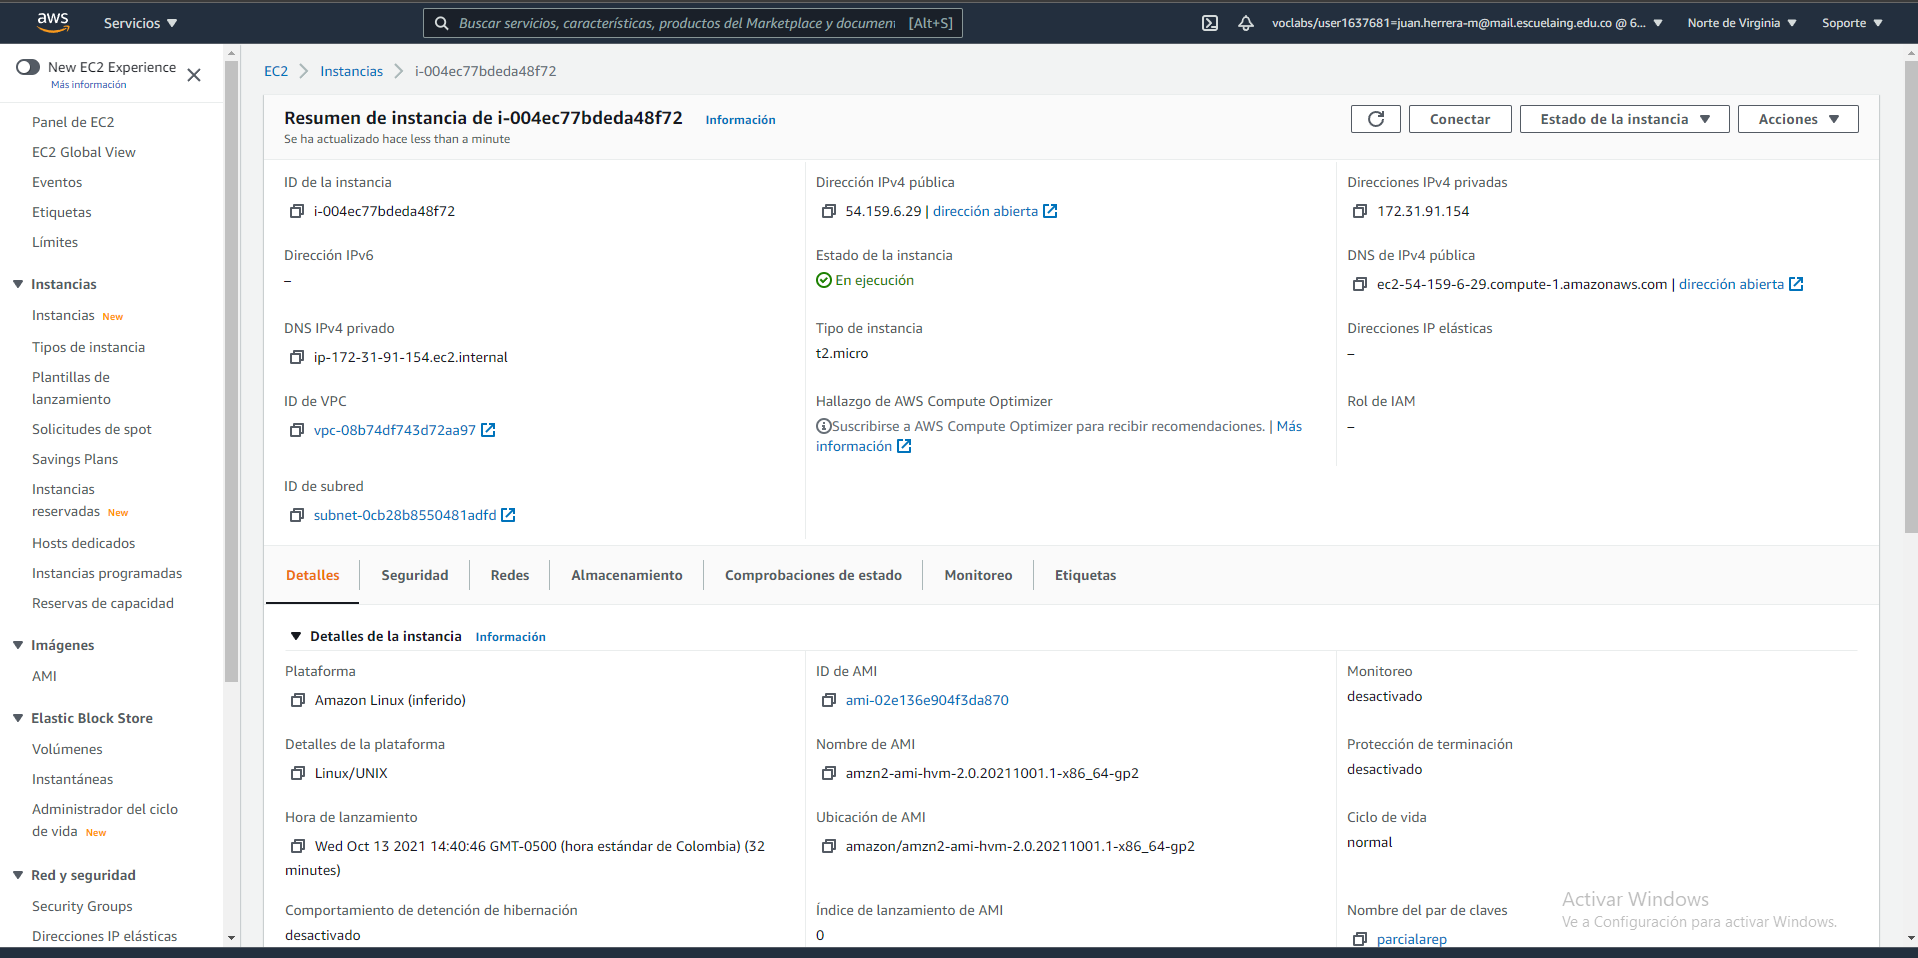 aws
Servicios
Buscar servicios, características, productos del Marketplace y documen [Alt+S]
voclabs/user1637681=juan.herrera-m@mail.escuelaing.edu.co @ 6...
Norte de Virginia
Soporte
New EC2 Experience
Más información
Panel de EC2
EC2 Global View
Eventos
Etiquetas
Límites
Instancias
Instancias New
Tipos de instancia
Plantillas de
lanzamiento
Solicitudes de spot
Savings Plans
Instancias
reservadas New
Hosts dedicados
Instancias programadas
Reservas de capacidad
Imágenes
AMI
Elastic Block Store
Volúmenes
Instantáneas
Administrador del ciclo
de vida New
Red y seguridad
Security Groups
Direcciones IP elásticas
EC2 > Instancias > i-004ec77bdeda48f72
Resumen de instancia de i-004ec77bdeda48f72 Información
Se ha actualizado hace less than a minute
Conectar
Estado de la instancia
Acciones
ID de la instancia
i-004ec77bdeda48f72
Dirección IPv4 pública
54.159.6.29 | dirección abierta
Direcciones IPv4 privadas
172.31.91.154
Dirección IPv6
–
Estado de la instancia
En ejecución
DNS de IPv4 pública
ec2-54-159-6-29.compute-1.amazonaws.com | dirección abierta
DNS IPv4 privado
ip-172-31-91-154.ec2.internal
Tipo de instancia
t2.micro
Direcciones IP elásticas
–
ID de VPC
vpc-08b74df743d72aa97
Hallazgo de AWS Compute Optimizer
Suscribirse a AWS Compute Optimizer para recibir recomendaciones. | Más
información
Rol de IAM
–
ID de subred
subnet-0cb28b8550481adfd
Detalles
Seguridad
Redes
Almacenamiento
Comprobaciones de estado
Monitoreo
Etiquetas
Detalles de la instancia Información
Plataforma
Amazon Linux (inferido)
ID de AMI
ami-02e136e904f3da870
Monitoreo
desactivado
Detalles de la plataforma
Linux/UNIX
Nombre de AMI
amzn2-ami-hvm-2.0.20211001.1-x86_64-gp2
Protección de terminación
desactivado
Hora de lanzamiento
Wed Oct 13 2021 14:40:46 GMT-0500 (hora estándar de Colombia) (32
minutes)
Ubicación de AMI
amazon/amzn2-ami-hvm-2.0.20211001.1-x86_64-gp2
Ciclo de vida
normal
Comportamiento de detención de hibernación
desactivado
Índice de lanzamiento de AMI
0
Nombre del par de claves
parcialarep
Activar Windows
Ve a Configuración para activar Windows.